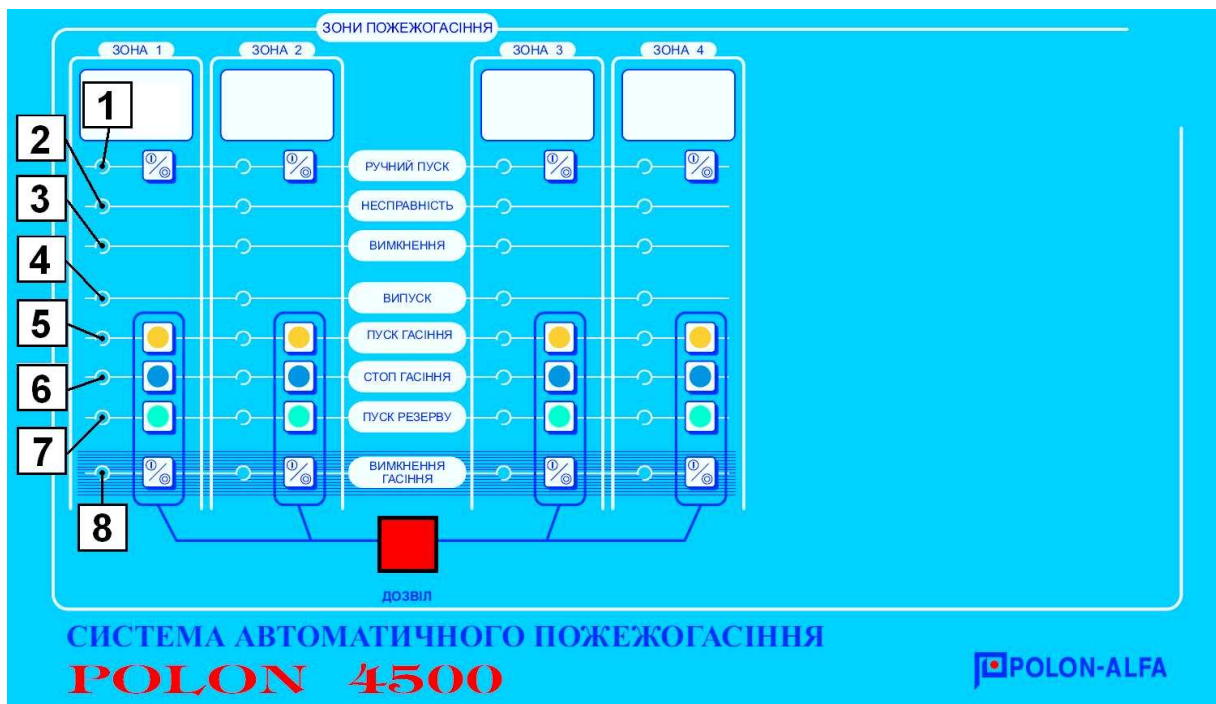 ЗОНИ ПОЖЕЖОГАСІННЯ
ЗОНА 1
ЗОНА 2
ЗОНА 3
ЗОНА 4
1
2
3
4
5
6
7
8
РУЧНИЙ ПУСК
НЕСПРАВНІСТЬ
ВИМКНЕННЯ
ВИПУСК
ПУСК ГАСІННЯ
СТОП ГАСІННЯ
ПУСК РЕЗЕРВУ
ВИМКНЕННЯ
ГАСІННЯ
ДОЗВІЛ
СИСТЕМА АВТОМАТИЧНОГО ПОЖЕЖОГАСІННЯ
POLON 4500
POLON-ALFA